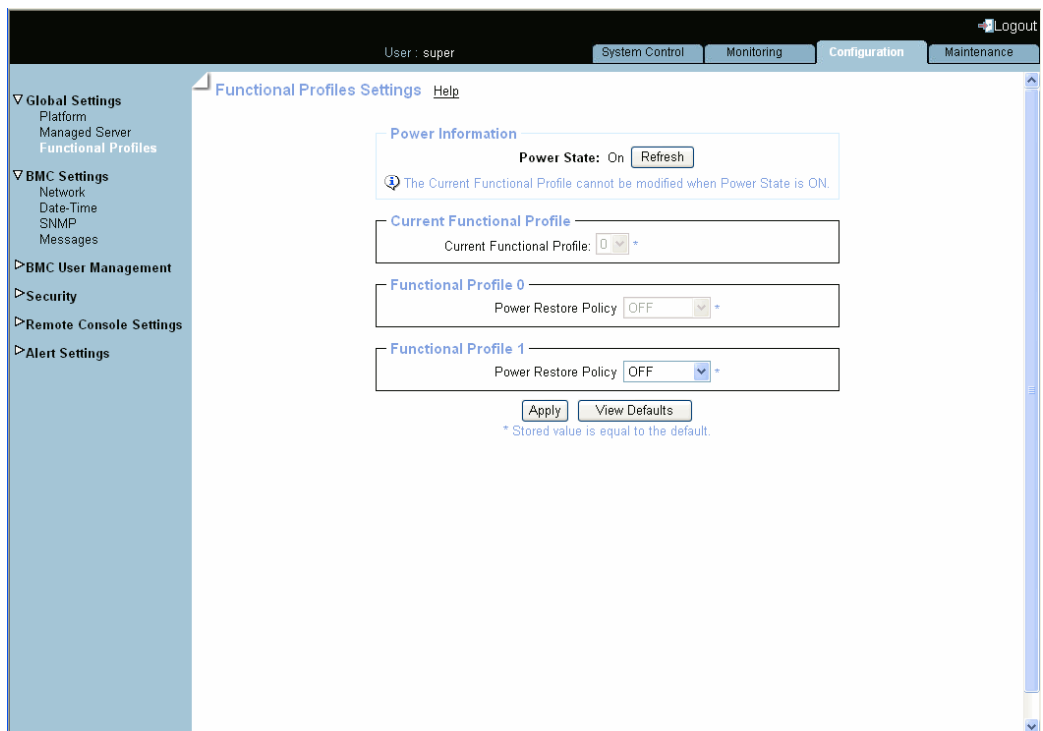 Logout
User : super
System Control
Monitoring
Configuration
Maintenance
Global Settings
Platform
Managed Server
Functional Profiles
BMC Settings
Network
Date-Time
SNMP
Messages
BMC User Management
Security
Remote Console Settings
Alert Settings
Functional Profiles Settings Help
Power Information
Power State: On Refresh
The Current Functional Profile cannot be modified when Power State is ON.
Current Functional Profile
Current Functional Profile: 0 *
Functional Profile 0
Power Restore Policy OFF *
Functional Profile 1
Power Restore Policy OFF *
Apply View Defaults
* Stored value is equal to the default.